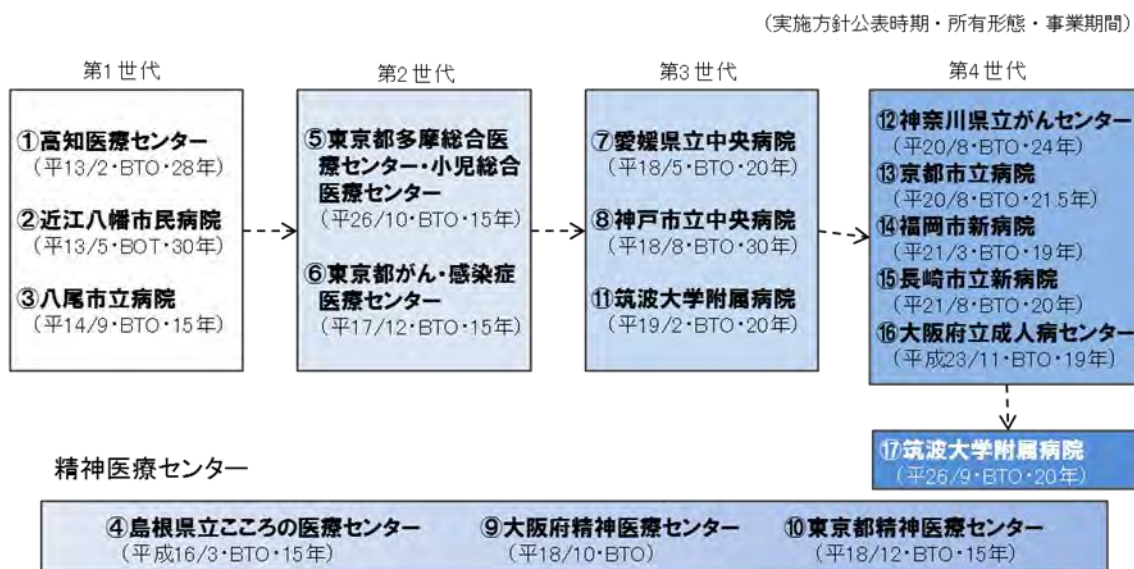 （実施方針公表時期・所有形態・事業期間）
第1世代
①高知医療センター
（平13/2・BTO・28年）
②近江八幡市民病院
（平13/5・BOT・30年）
③八尾市立病院
（平14/9・BTO・15年）
第2世代
⑤東京都多摩総合医
療センター・小児総合
医療センター
（平26/10・BTO・15年）
⑥東京都がん・感染症
医療センター
（平17/12・BTO・15年）
第3世代
⑦愛媛県立中央病院
（平18/5・BTO・20年）
⑧神戸市立中央病院
（平18/8・BTO・30年）
⑪筑波大学附属病院
（平19/2・BTO・20年）
第4世代
⑫神奈川県立がんセンター
（平20/8・BTO・24年）
⑬京都市立病院
（平20/8・BTO・21.5年）
⑭福岡市新病院
（平21/3・BTO・19年）
⑮長崎市立新病院
（平21/8・BTO・20年）
⑯大阪府立成人病センター
（平成23/11・BTO・19年）
⑰筑波大学附属病院
（平26/9・BTO・20年）
精神医療センター
④島根県立こころの医療センター
（平成16/3・BTO・15年）
⑨大阪府精神医療センター
（平18/10・BTO）
⑩東京都精神医療センター
（平18/12・BTO・15年）